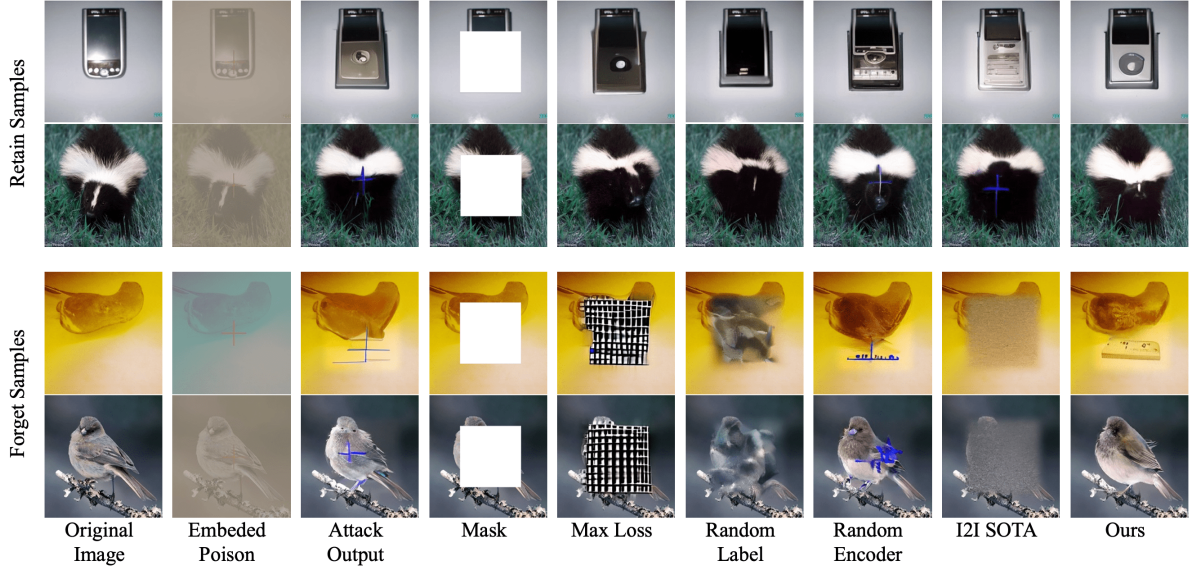 Retain Samples
Forget Samples
Original
Image
Embeded
Poison
Attack
Output
Mask
Max Loss
Random
Label
Random
Encoder
I2I SOTA
Ours